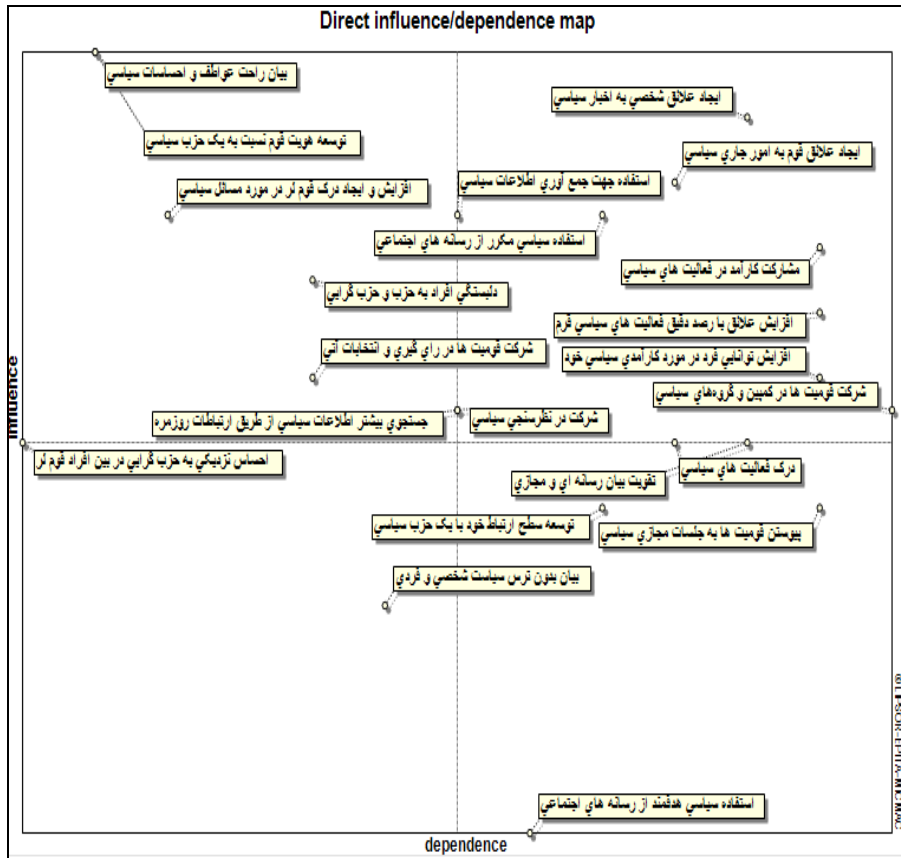 Direct influence/dependence map
بيان راحت عواطف و احساسات سياسي
ايجاد علائق شخصي به اخبار سياسي
توسعه هويت قوم نسبت به يک حزب سياسي
ايجاد علائق قوم به امور جاري سياسي
استفاده جهت جمع آوري اطلاعات سياسي
افزايش و ايجاد درک قوم لر در مورد مسائل سياسي
استفاده سياسي مکرر از رسانه هاي اجتماعي
مشارکت کارآمد در فعاليت هاي سياسي
دلبستگي افراد به حزب و حزب گرايي
افزايش علائق با رصد دقيق فعاليت هاي سياسي قرم
شرکت قوميت ها در راي گيري و انتخابات آتي
افزايش توانايي فرد در مورد کارآمدي سياسي خود
شرکت قوميت ها در کمپين و گروه‌هاي سياسي
جستجوي بيشتر اطلاعات سياسي از طريق ارتباطات روزمره
شرکت در نظرسنجي سياسي
احساس نزديکي به حزب گرايي در بين افراد قوم لر
درک فعاليت هاي سياسي
تقويت بيان رسانه اي و مجازي
توسعه سطح ارتباط خود با يک حزب سياسي
پيوستن قوميت ها به جلسات مجازي سياسي
بيان بدون ترس سياست شخصي و فردي
استفاده سياسي هدفمند از رسانه هاي اجتماعي
influence
dependence
© LIPSOR-EPITA-MICMAC